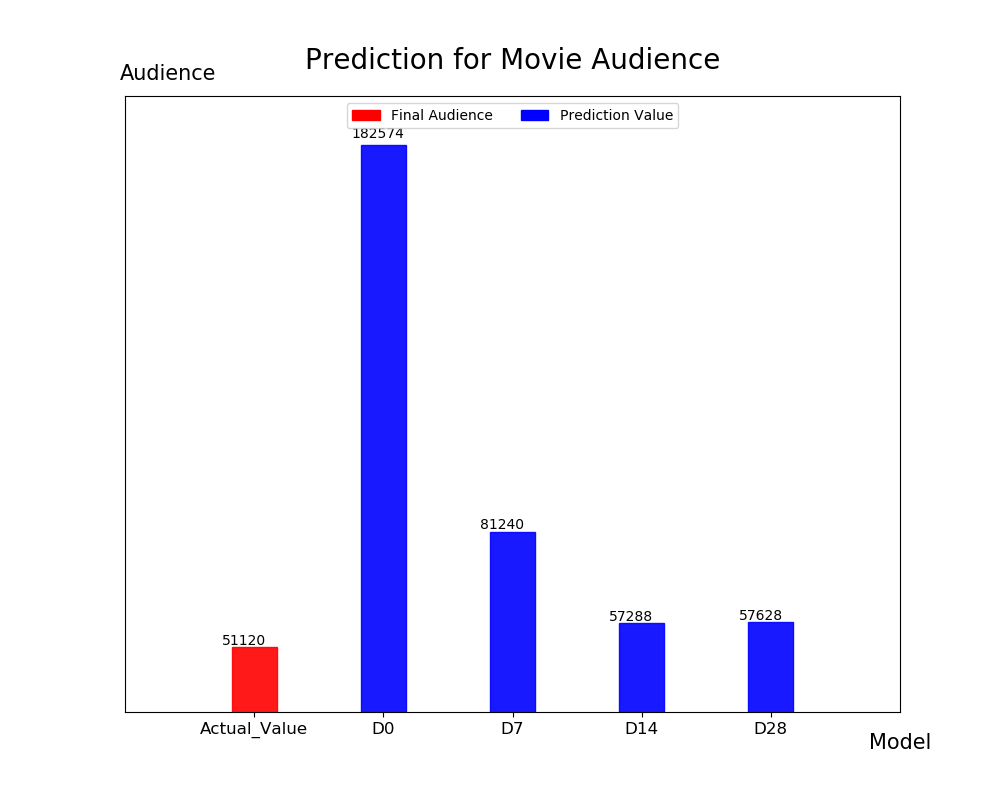 Prediction for Movie Audience
Audience
Final Audience Prediction Value
182574
81240
57288
57628
51120
Actual_Value D0 D7 D14 D28
Model